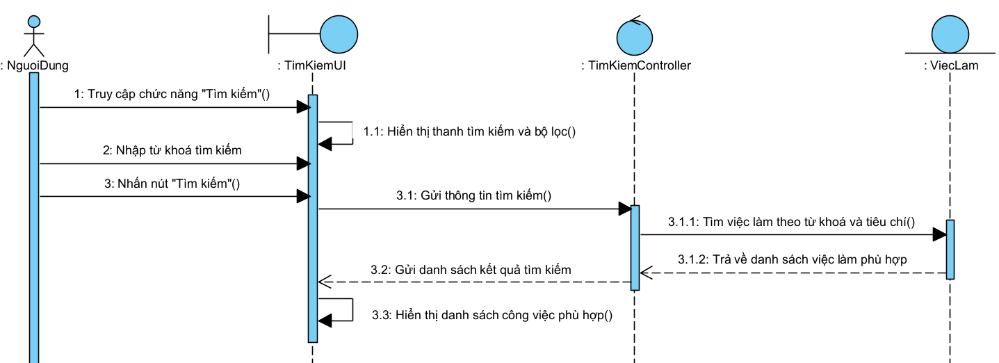 : NguoiDung
: TimKiemUI
: TimKiemController
: ViecLam
1: Truy cập chức năng "Tìm kiếm"()
1.1: Hiển thị thanh tìm kiếm và bộ lọc()
2: Nhập từ khoá tìm kiếm
3: Nhấn nút "Tìm kiếm"()
3.1: Gửi thông tin tìm kiếm()
3.1.1: Tìm việc làm theo từ khoá và tiêu chí()
3.1.2: Trả về danh sách việc làm phù hợp
3.2: Gửi danh sách kết quả tìm kiếm
3.3: Hiển thị danh sách công việc phù hợp()